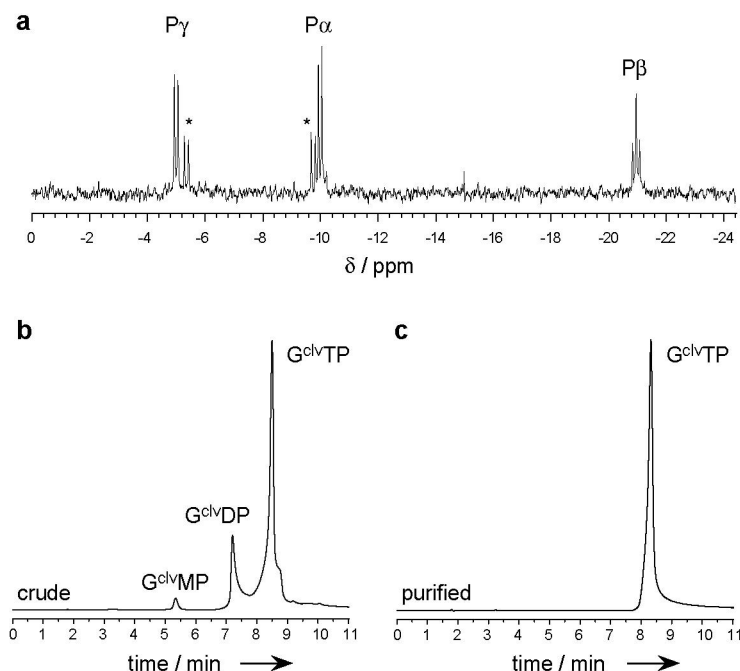 a
Pγ
Pα
Pβ
*
*
0 -2 -4 -6 -8 -10 -12 -14 -16 -18 -20 -22 -24
δ / ppm
b
GclvTP
GclvDP
GclvMP
crude
0 1 2 3 4 5 6 7 8 9 10 11
time / min
c
GclvTP
purified
0 1 2 3 4 5 6 7 8 9 10 11
time / min